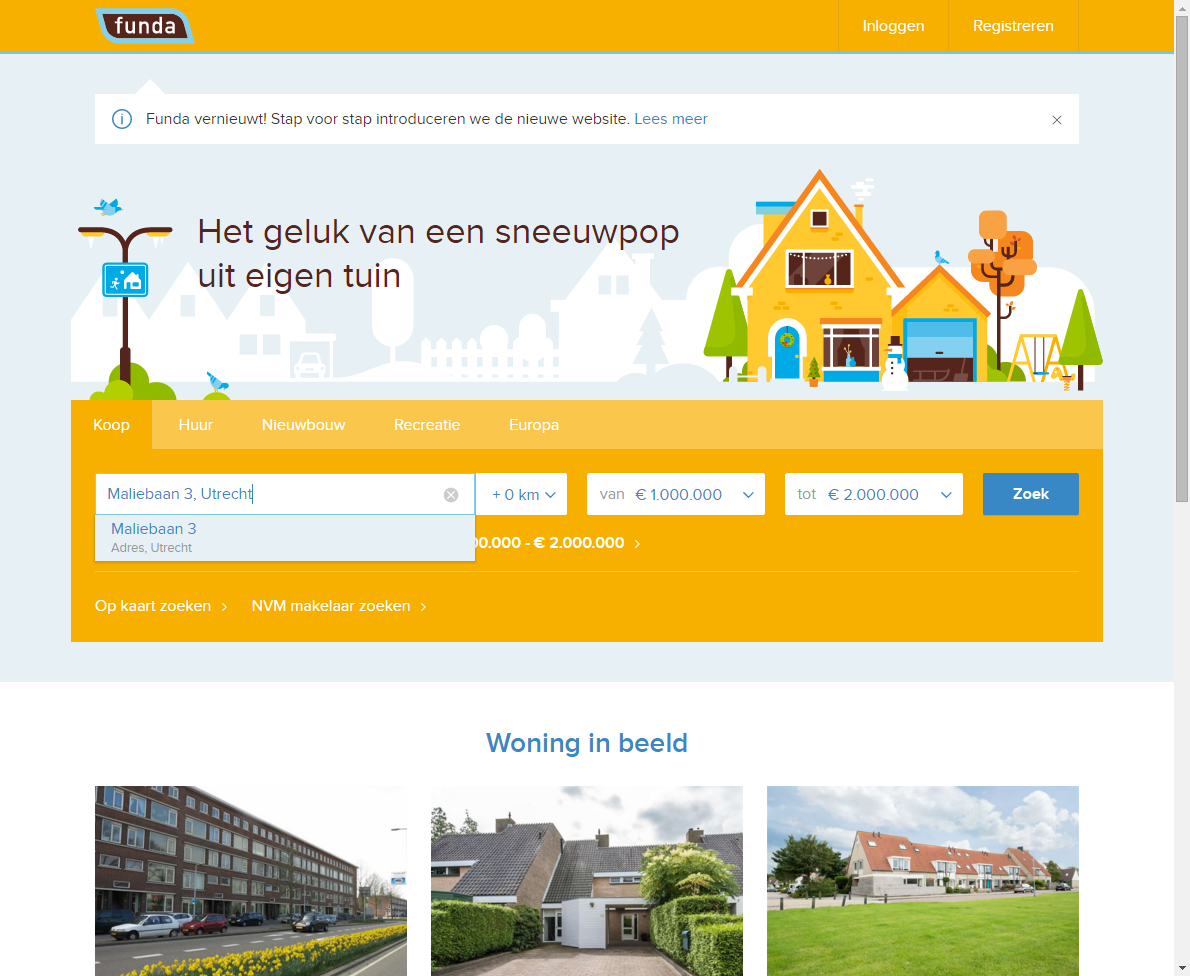 funda
Inloggen
Registreren
Funda vernieuwt! Stap voor stap introduceren we de nieuwe website. Lees meer
Het geluk van een sneeuwpop
uit eigen tuin
Koop
Huur
Nieuwbouw
Recreatie
Europa
Maliebaan 3, Utrecht
+ 0 km
van € 1.000.000
tot € 2.000.000
Zoek
Maliebaan 3
Adres, Utrecht
00.000 - € 2.000.000
Op kaart zoeken
NVM makelaar zoeken
Woning in beeld